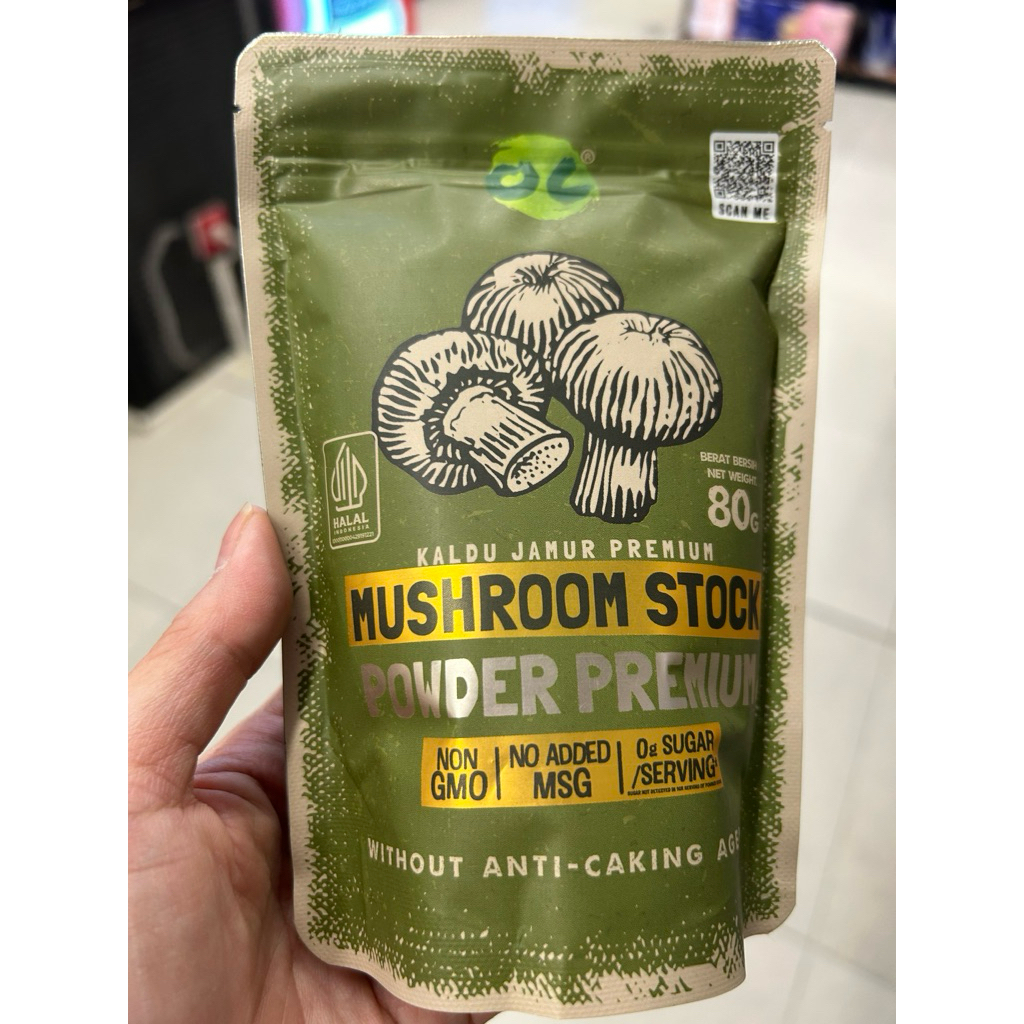 ®
SCAN ME
HALAL
INDONESIA
BERAT BERSIH
NET WEIGHT
80G
KALDU JAMUR PREMIUM
MUSHROOM STOCK
POWDER PREMIUM
NON GMO
NO ADDED MSG
0g SUGAR /SERVING*
WITHOUT ANTI-CAKING